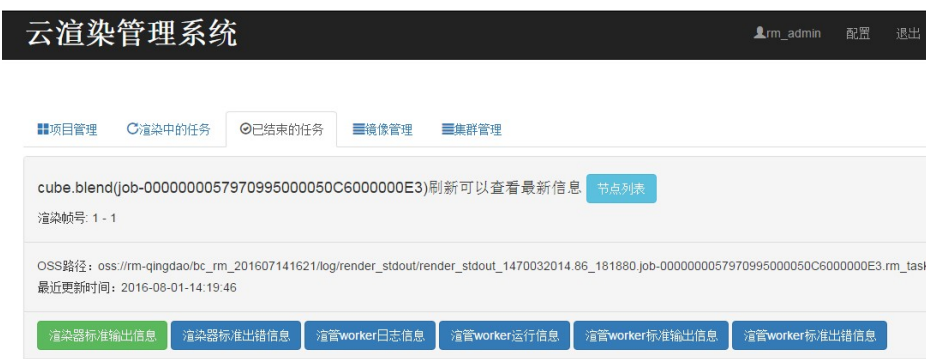 云渲染管理系统 rm_admin 配置 退出
项目管理 渲染中的任务 已结束的任务 镜像管理 集群管理
cube.blend(job-0000000057970995000050C6000000E3)刷新可以查看最新信息 节点列表
渲染帧号: 1 - 1
OSS路径：oss://rm-qingdao/bc_rm_201607141621/log/render_stdout/render_stdout_1470032014.86_181880.job-0000000057970995000050C6000000E3.rm_task
最近更新时间：2016-08-01-14:19:46
渲染器标准输出信息 渲染器标准出错信息 渲管worker日志信息 渲管worker运行信息 渲管worker标准输出信息 渲管worker标准出错信息